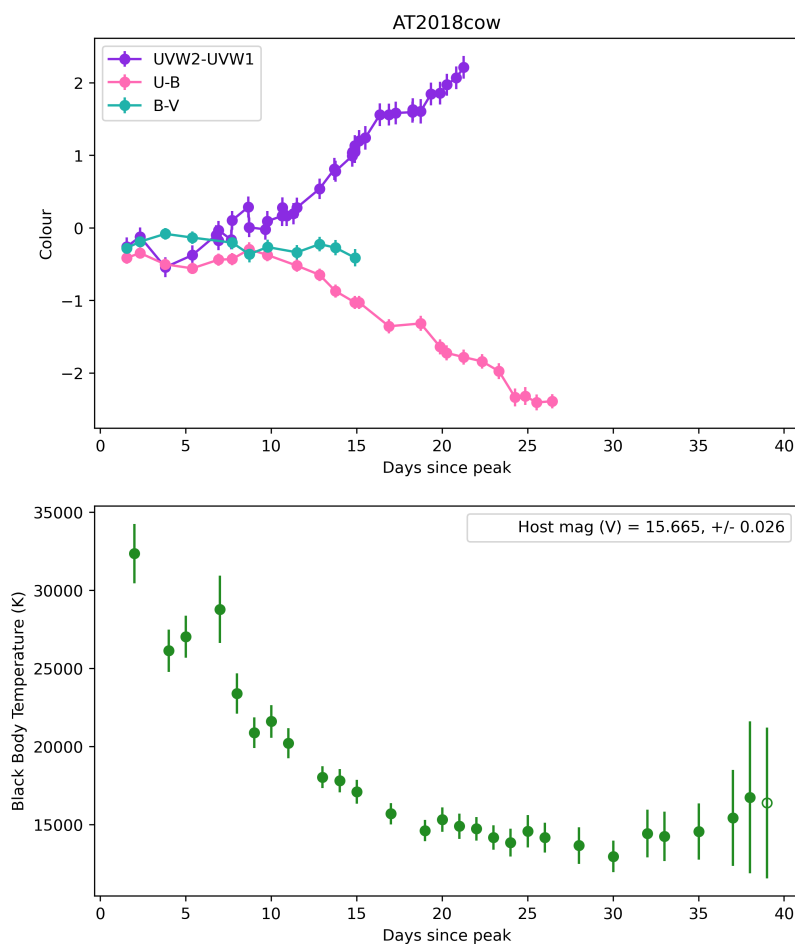 AT2018cow
UVW2-UVW1
U-B
B-V
2
1
0
−1
−2
Colour
0 5 10 15 20 25 30 35 40
Days since peak
Host mag (V) = 15.665, +/- 0.026
35000
30000
25000
20000
15000
Black Body Temperature (K)
0 5 10 15 20 25 30 35 40
Days since peak